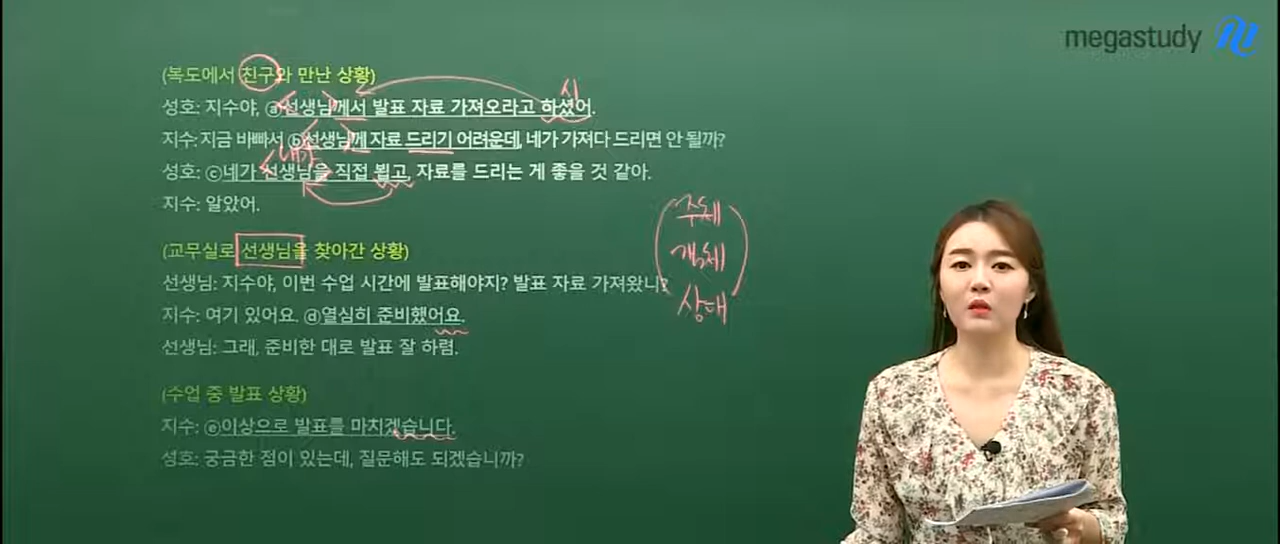 megastudy
(복도에서 친구와 만난 상황)
성호: 지수야, ⓐ선생님께서 발표 자료 가져오라고 하셨어.
시
지수: 지금 바빠서 ⓑ선생님께 자료 드리기 어려운데, 네가 가져다 드리면 안 될까?
내가
성호: ⓒ네가 선생님을 직접 뵙고, 자료를 드리는 게 좋을 것 같아.
지수: 알았어.
주체
객체
상대
(교무실로 선생님을 찾아간 상황)
선생님: 지수야, 이번 수업 시간에 발표해야지? 발표 자료 가져왔니?
지수: 여기 있어요. ⓓ열심히 준비했어요.
선생님: 그래, 준비한 대로 발표 잘 하렴.
(수업 중 발표 상황)
지수: ⓔ이상으로 발표를 마치겠습니다.
성호: 궁금한 점이 있는데, 질문해도 되겠습니까?